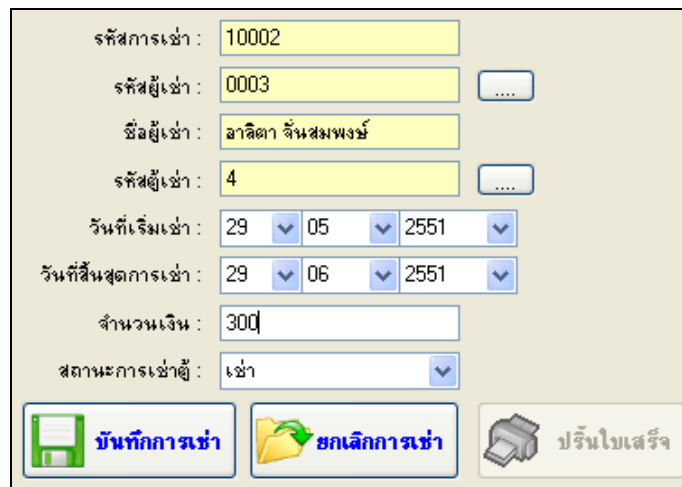 รหัสการเช่า : 10002
รหัสผู้เช่า : 0003 ....
ชื่อผู้เช่า : อาลิตา จั่นสมพงษ์
รหัสตู้เช่า : 4 ....
วันที่เริ่มเช่า : 29 05 2551
วันที่สิ้นสุดการเช่า : 29 06 2551
จำนวนเงิน : 300
สถานะการเช่าตู้ : เช่า
บันทึกการเช่า ยกเลิกการเช่า ปริ้นใบเสร็จ